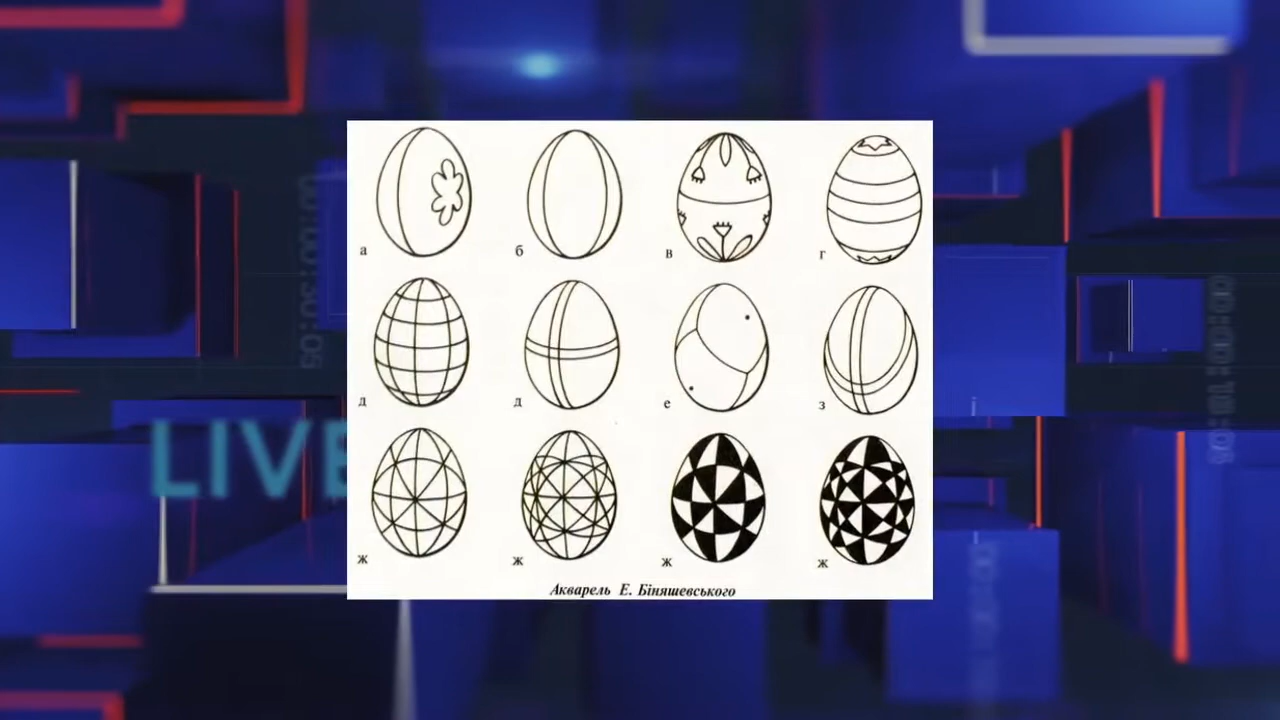 а б в г
д д е з
ж ж ж ж
Акварель Е. Біняшевського
LIVE